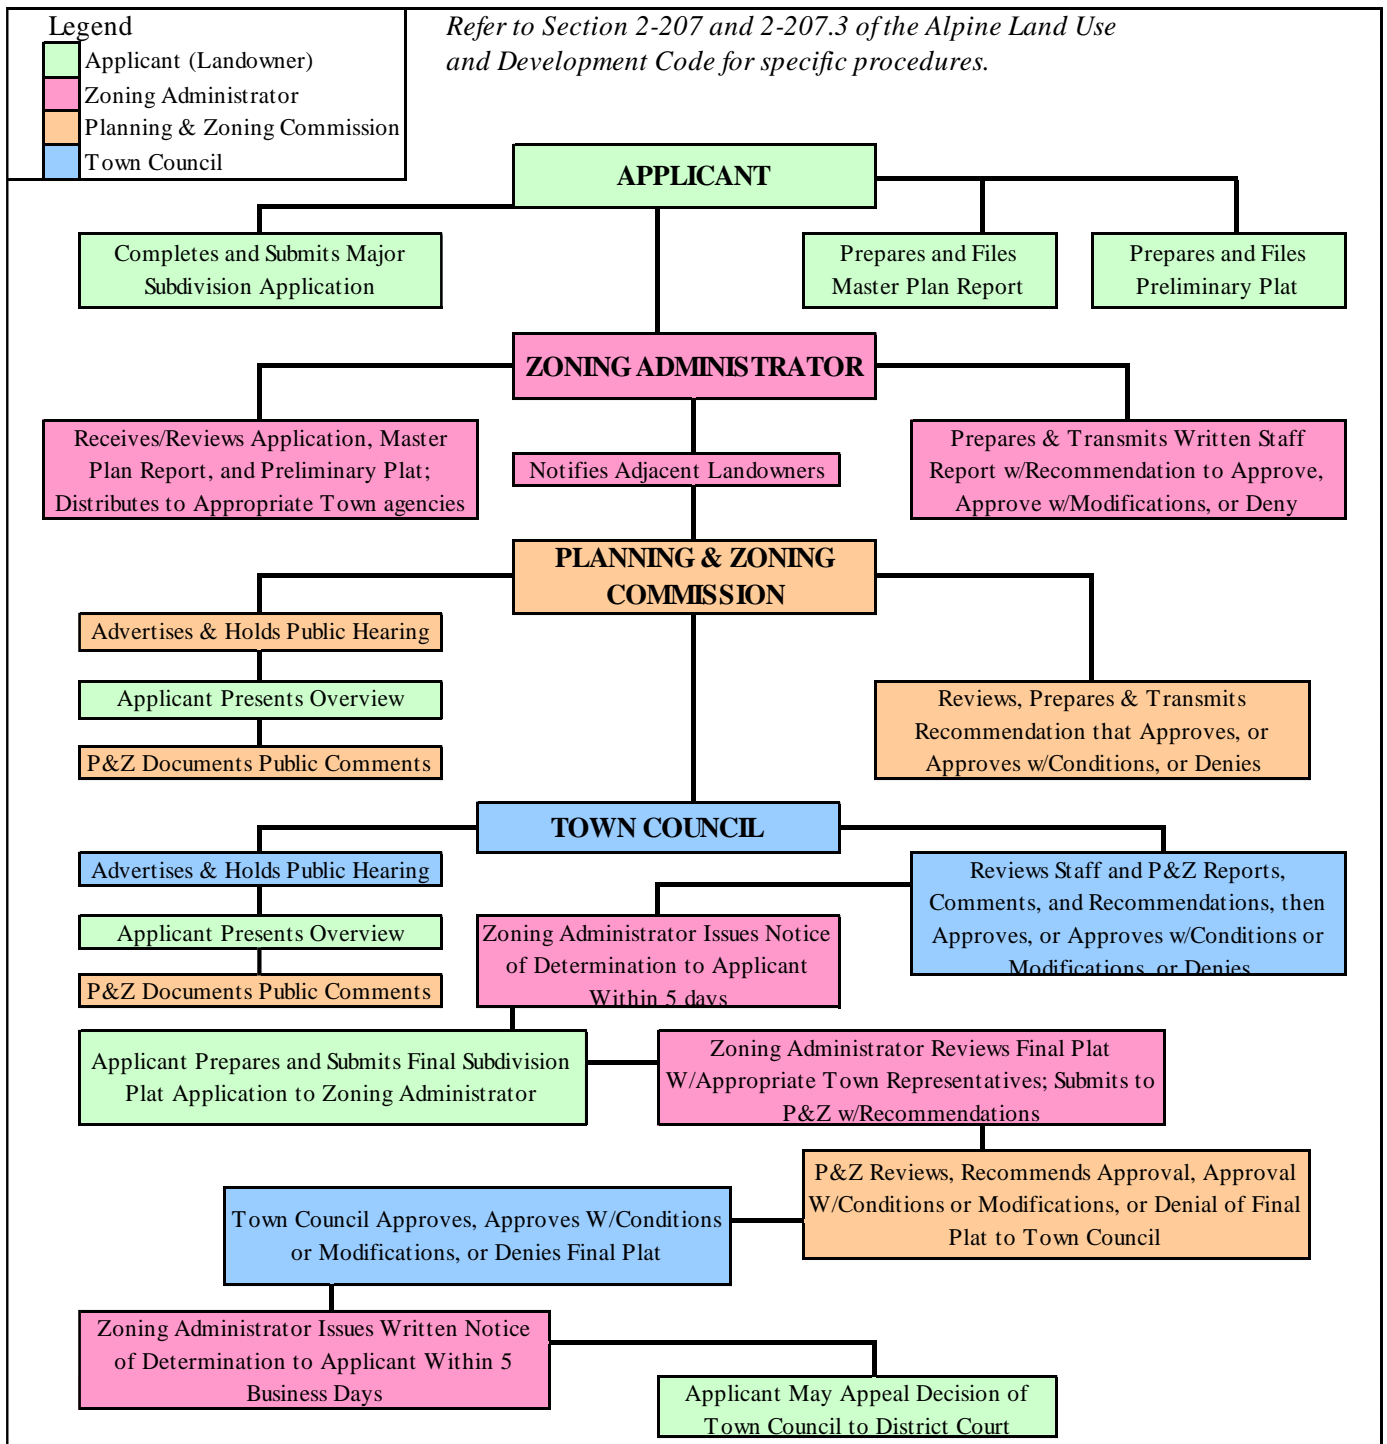 Legend
Applicant (Landowner)
Zoning Administrator
Planning & Zoning Commission
Town Council
Refer to Section 2-207 and 2-207.3 of the Alpine Land Use
and Development Code for specific procedures.
APPLICANT
Completes and Submits Major
Subdivision Application
Prepares and Files
Master Plan Report
Prepares and Files
Preliminary Plat
ZONING ADMINISTRATOR
Receives/Reviews Application, Master
Plan Report, and Preliminary Plat;
Distributes to Appropriate Town agencies
Notifies Adjacent Landowners
Prepares & Transmits Written Staff
Report w/Recommendation to Approve,
Approve w/Modifications, or Deny
PLANNING & ZONING
COMMISSION
Advertises & Holds Public Hearing
Applicant Presents Overview
P&Z Documents Public Comments
Reviews, Prepares & Transmits
Recommendation that Approves, or
Approves w/Conditions, or Denies
TOWN COUNCIL
Advertises & Holds Public Hearing
Applicant Presents Overview
P&Z Documents Public Comments
Reviews Staff and P&Z Reports,
Comments, and Recommendations, then
Approves, or Approves w/Conditions or
Modifications, or Denies
Zoning Administrator Issues Notice
of Determination to Applicant
Within 5 days
Applicant Prepares and Submits Final Subdivision
Plat Application to Zoning Administrator
Zoning Administrator Reviews Final Plat
W/Appropriate Town Representatives; Submits to
P&Z w/Recommendations
P&Z Reviews, Recommends Approval, Approval
W/Conditions or Modifications, or Denial of Final
Plat to Town Council
Town Council Approves, Approves W/Conditions
or Modifications, or Denies Final Plat
Zoning Administrator Issues Written Notice
of Determination to Applicant Within 5
Business Days
Applicant May Appeal Decision of
Town Council to District Court